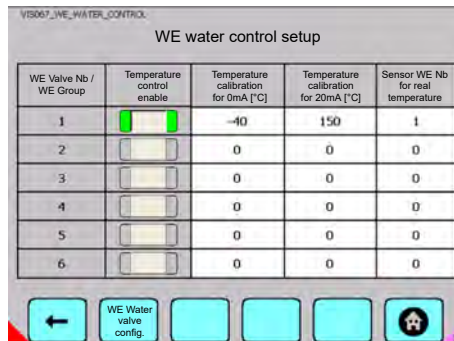 VIS067_WE_WATER_CONTROL
WE water control setup
WE Valve Nb /
WE Group
Temperature
control
enable
Temperature
calibration
for 0mA [°C]
Temperature
calibration
for 20mA [°C]
Sensor WE Nb
for real
temperature
1 -40 150 1
2 0 0 0
3 0 0 0
4 0 0 0
5 0 0 0
6 0 0 0
WE Water
valve
config.